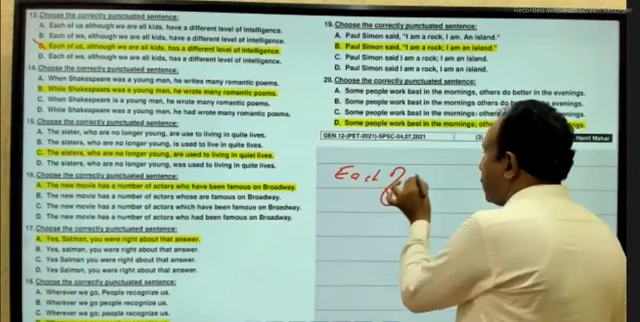 Recorded with
13. Choose the correctly punctuated sentence:
A. Each of us although we are all kids, have a different level of intelligence.
B. Each of we, although we are all kids, have a different level of intelligence.
C. Each of us, although we are all kids, has a different level of intelligence.
D. Each of we, although we are all kids, has a different level of intelligence.
14. Choose the correctly punctuated sentence:
A. When Shakespeare was a young man, he writes many romantic poems.
B. While Shakespeare was a young man, he wrote many romantic poems.
C. When Shakespeare is a young man, he wrote many romantic poems.
D. While Shakespeare was a young man, he had wrote many romantic poems.
15. Choose the correctly punctuated sentence:
A. The sister, who are no longer young, are use to living in quite lives.
B. The sisters, who are no longer young, is used to live in quite lives.
C. The sisters, who are no longer young, are used to living in quiet lives.
D. The sisters, who are no longer young, was used to living in quite lives.
16. Choose the correctly punctuated sentence:
A. The new movie has a number of actors who have been famous on Broadway.
B. The new movie has a number of actors whose are famous on Broadway.
C. The new movie has a number of actors which have been famous on Broadway.
D. The new movie has a number of actors who had been famous on Broadway.
17. Choose the correctly punctuated sentence:
A. Yes, Salman, you were right about that answer.
B. Yes, salman, you were right about that answer.
C. Yes Salman you were right about that answer.
D. Yes Salman, you were right about that answer.
18. Choose the correctly punctuated sentence:
A. Wherever we go, People recognize us.
B. Wherever we go people recognize us.
C. Wherever we go; people recognize us.
19. Choose the correctly punctuated sentence:
A. Paul Simon said, "I am a rock, I am. An island."
B. Paul Simon said, "I am a rock; I am an island."
C. Paul Simon said I am a rock; I am an Island.
D. Paul Simon said I am a rock, I am an island.
20. Choose the correctly punctuated sentence:
A. Some people work best in the mornings, others do better in the evenings.
B. Some people work best in the mornings others do evenings.
C. Some people work best in the mornings: others
D. Some people work best in the mornings;
GEN.12-(PET-2021)-SPSC-04,07,2021
(3)
Hanif Mahar
Each